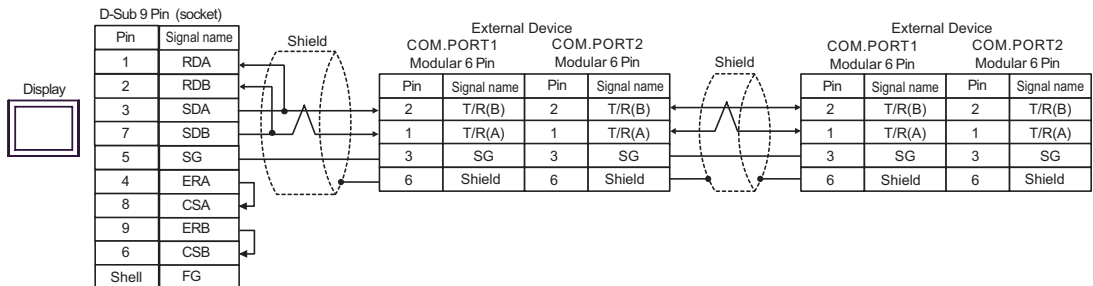 D-Sub 9 Pin (socket)
Pin Signal name
1 RDA
2 RDB
3 SDA
7 SDB
5 SG
4 ERA
8 CSA
9 ERB
6 CSB
Shell FG
Display
Shield
External Device
COM.PORT1 COM.PORT2
Modular 6 Pin Modular 6 Pin
Pin Signal name Pin Signal name
2 T/R(B) 2 T/R(B)
1 T/R(A) 1 T/R(A)
3 SG 3 SG
6 Shield 6 Shield
Shield
External Device
COM.PORT1 COM.PORT2
Modular 6 Pin Modular 6 Pin
Pin Signal name Pin Signal name
2 T/R(B) 2 T/R(B)
1 T/R(A) 1 T/R(A)
3 SG 3 SG
6 Shield 6 Shield